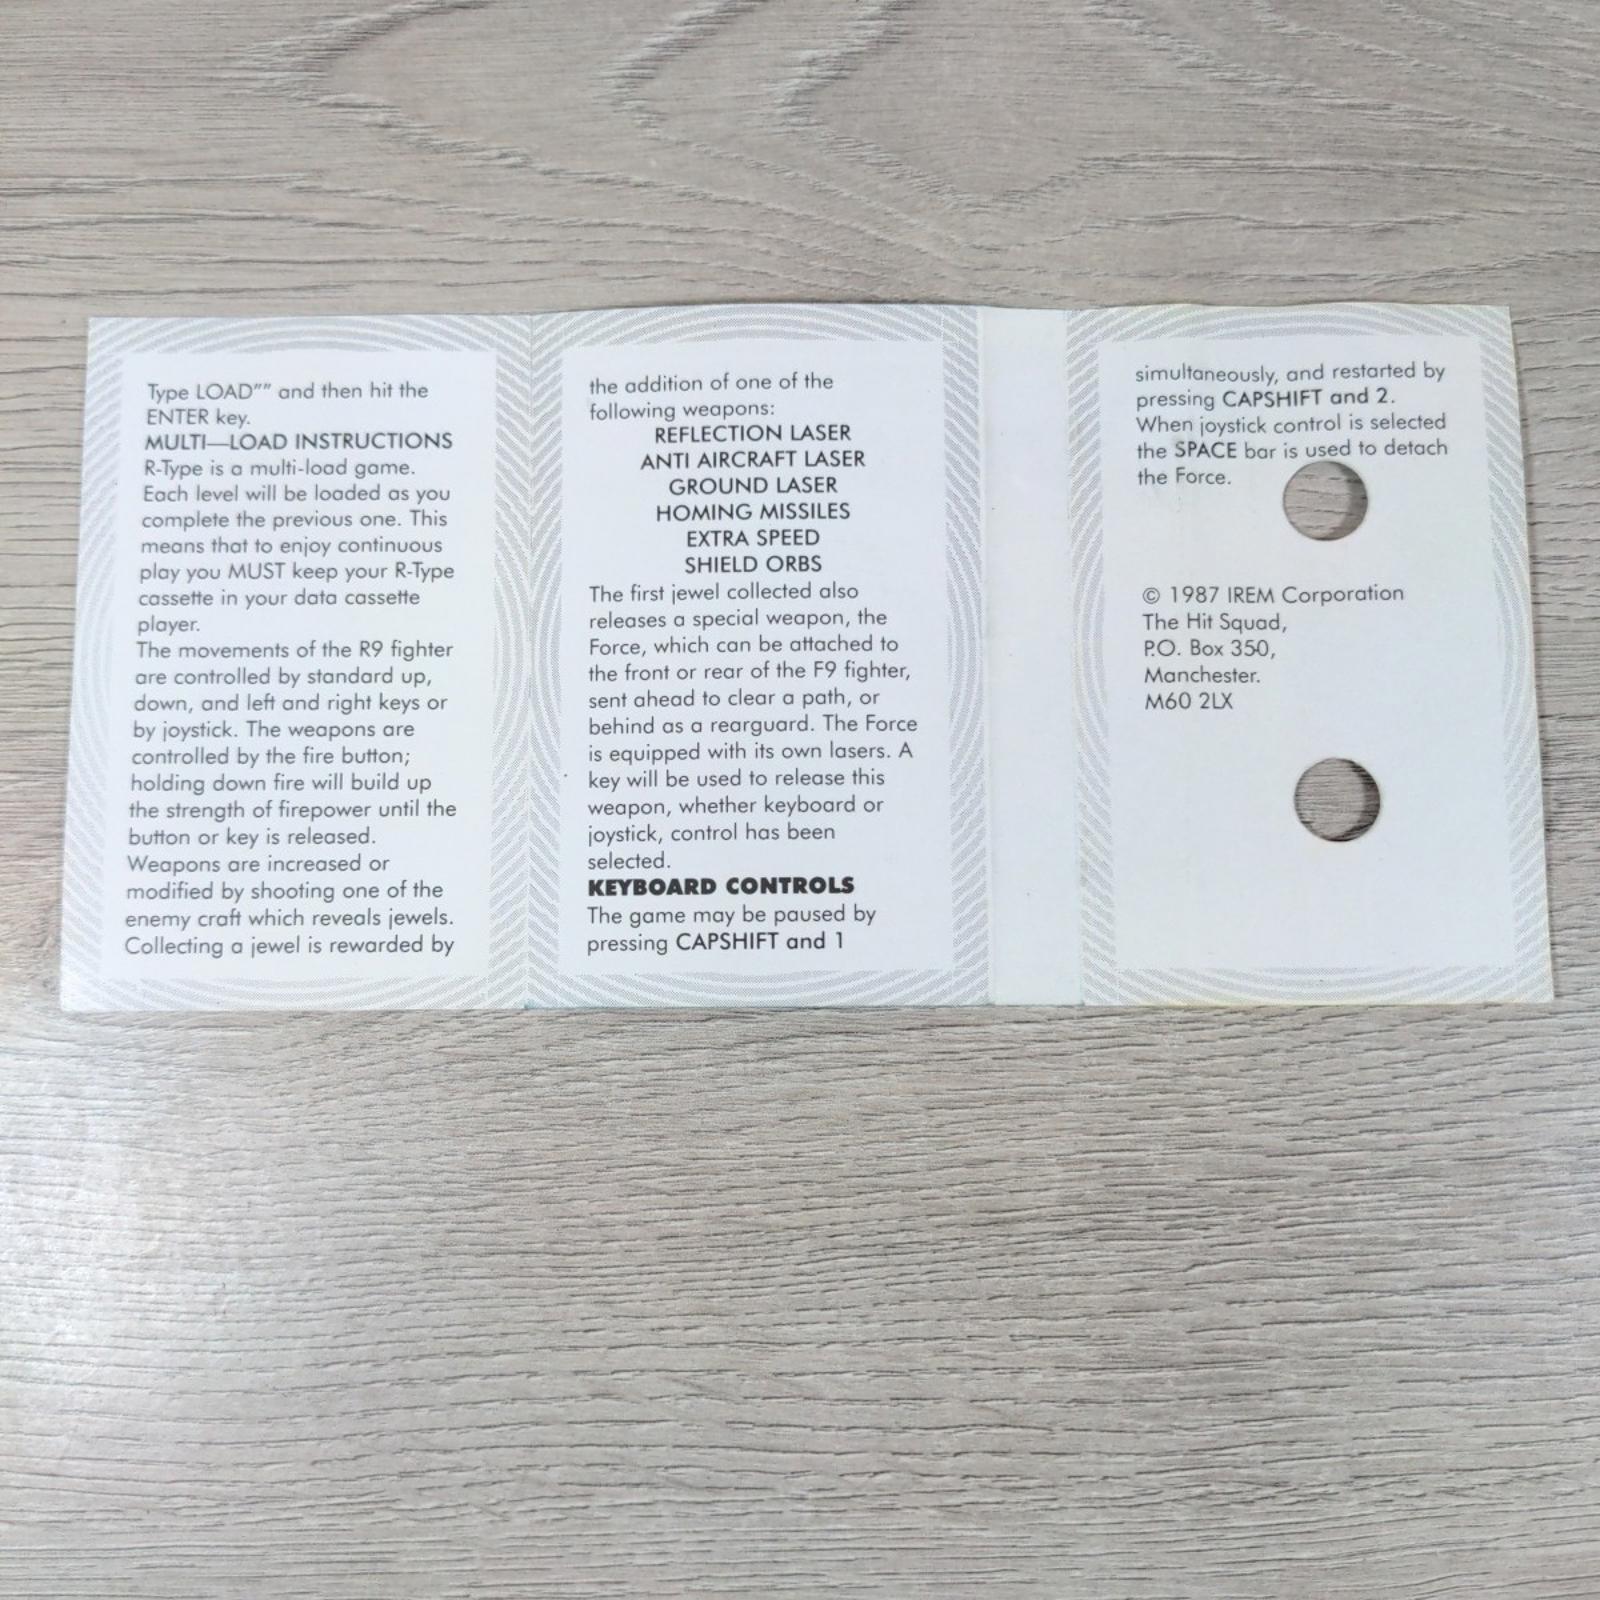 Type LOAD"" and then hit the
ENTER key.
MULTI—LOAD INSTRUCTIONS
R-Type is a multi-load game.
Each level will be loaded as you
complete the previous one. This
means that to enjoy continuous
play you MUST keep your R-Type
cassette in your data cassette
player.
The movements of the R9 fighter
are controlled by standard up,
down, and left and right keys or
by joystick. The weapons are
controlled by the fire button;
holding down fire will build up
the strength of firepower until the
button or key is released.
Weapons are increased or
modified by shooting one of the
enemy craft which reveals jewels.
Collecting a jewel is rewarded by
the addition of one of the
following weapons:
REFLECTION LASER
ANTI AIRCRAFT LASER
GROUND LASER
HOMING MISSILES
EXTRA SPEED
SHIELD ORBS
The first jewel collected also
releases a special weapon, the
Force, which can be attached to
the front or rear of the F9 fighter,
sent ahead to clear a path, or
behind as a rearguard. The Force
is equipped with its own lasers. A
key will be used to release this
weapon, whether keyboard or
joystick, control has been
selected.
KEYBOARD CONTROLS
The game may be paused by
pressing CAPSHIFT and 1
simultaneously, and restarted by
pressing CAPSHIFT and 2.
When joystick control is selected
the SPACE bar is used to detach
the Force.
© 1987 IREM Corporation
The Hit Squad,
P.O. Box 350,
Manchester.
M60 2LX